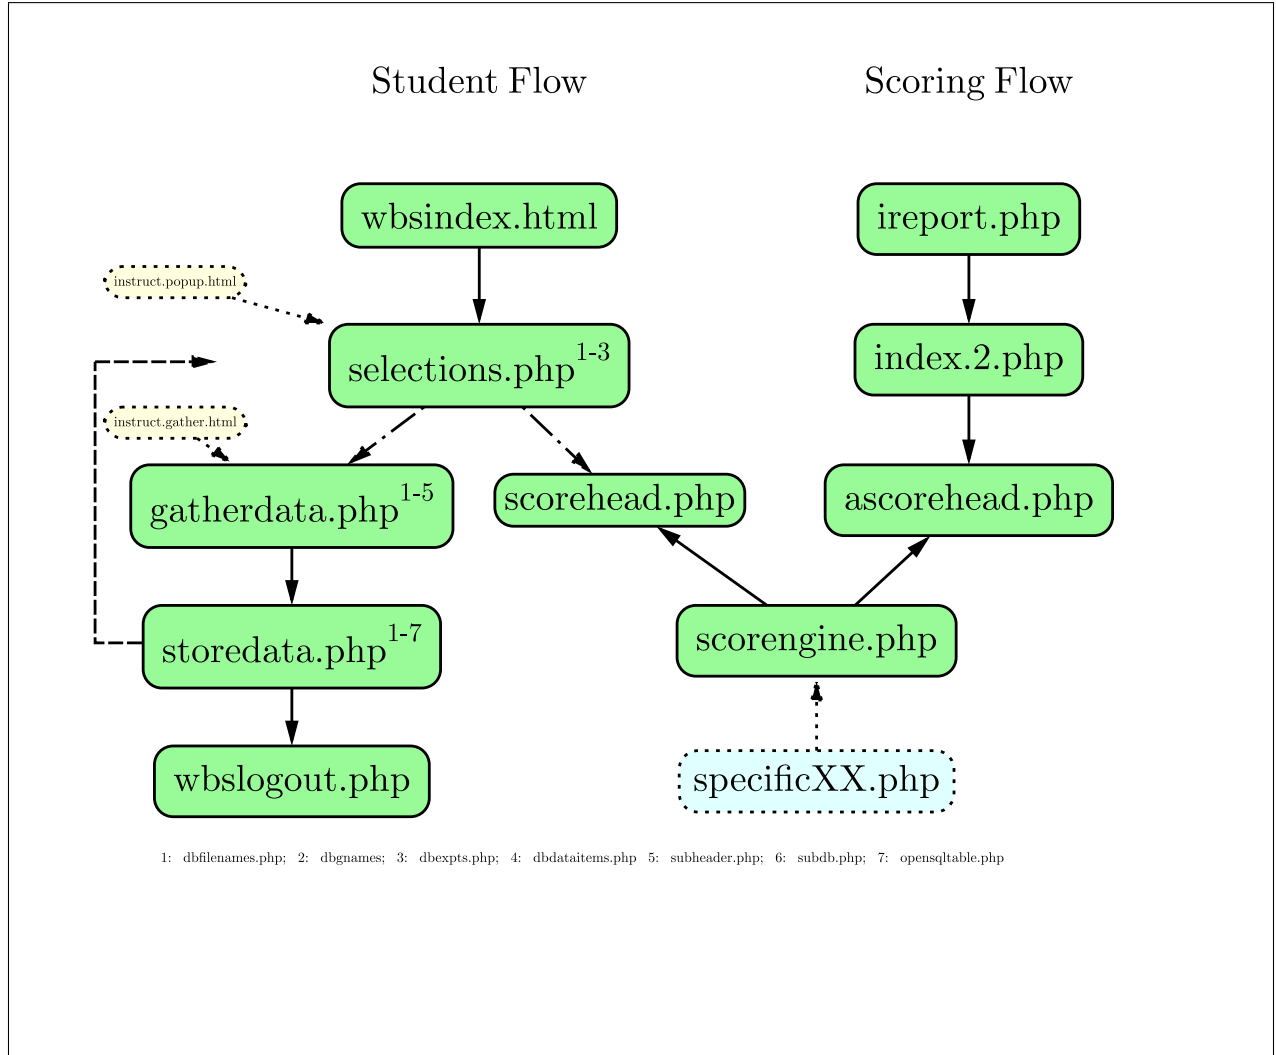 Student Flow
Scoring Flow
wbsindex.html
ireport.php
instruct.popup.html
selections.php1-3
index.2.php
instruct.gather.html
gatherdata.php1-5
scorehead.php
ascorehead.php
storedata.php1-7
scorengine.php
wbslogout.php
specificXX.php
1: dbfilenames.php; 2: dbgnames; 3: dbexpts.php; 4: dbdataitems.php 5: subheader.php; 6: subdb.php; 7: opensqltable.php